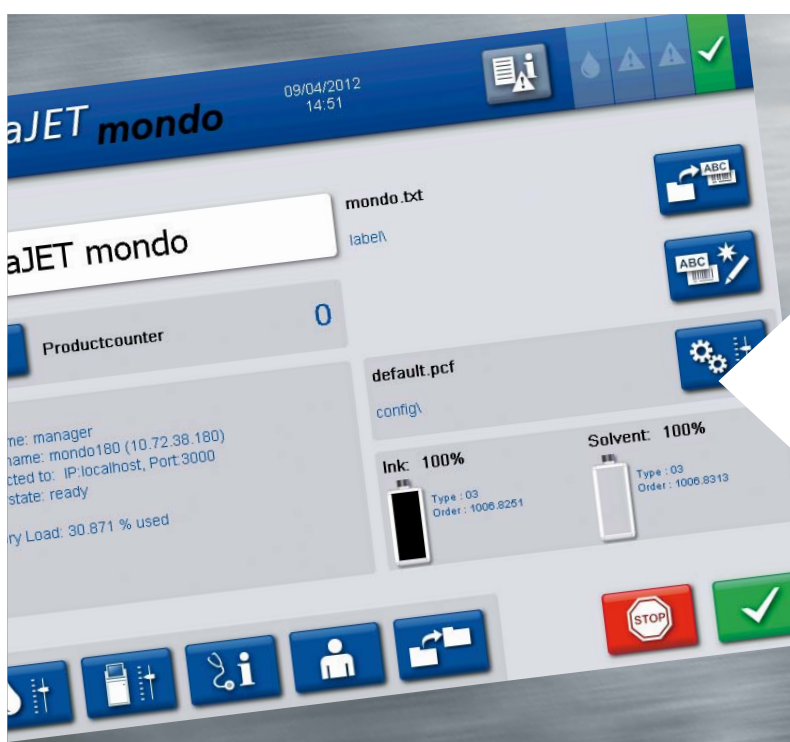 aJET mondo
09/04/2012
14:51
ABC
aJET mondo
mondo.txt
label\
ABC
Productcounter 0
default.pcf
config\
me: manager
name: mondo180 (10.72.38.180)
cted to: IP:localhost, Port:3000
state: ready
ry Load: 30.871 % used
Ink: 100%
Type : 03
Order : 1006.8251
Solvent: 100%
Type : 03
Order : 1006.8313
STOP